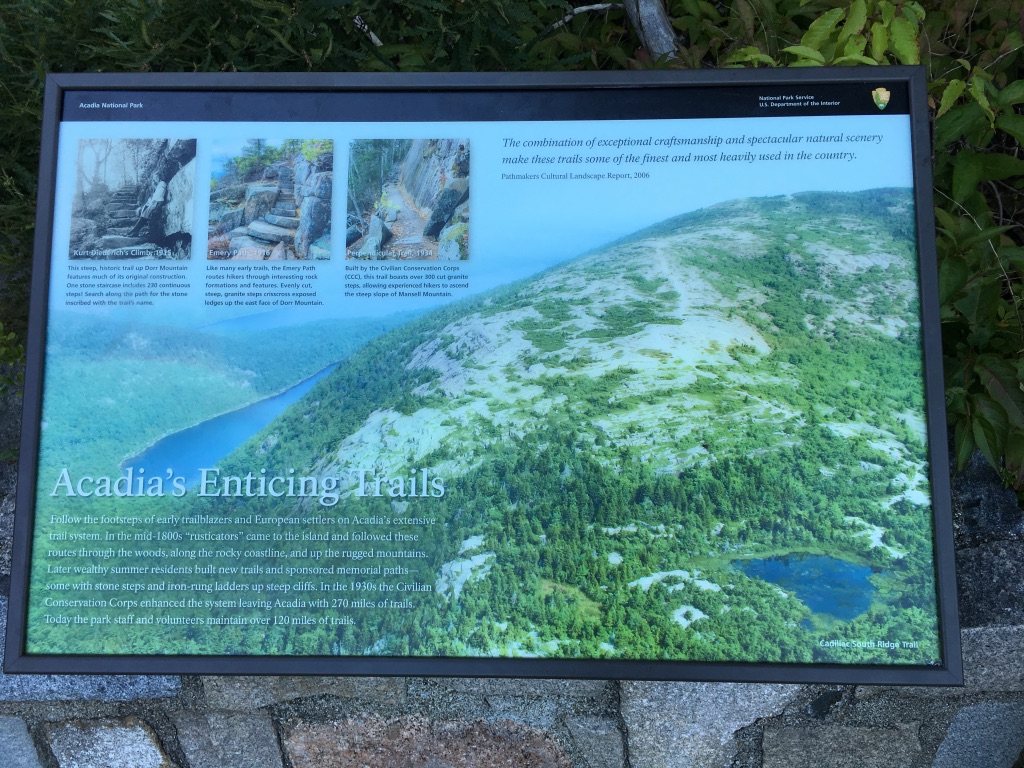 Acadia National Park
National Park Service
U.S. Department of the Interior
The combination of exceptional craftsmanship and spectacular natural scenery
make these trails some of the finest and most heavily used in the country.
Pathmakers Cultural Landscape Report, 2006
Kurt Diederich's Climb, 1915
This steep, historic trail up Dorr Mountain
features much of its original construction.
One stone staircase includes 230 continuous
steps! Search along the path for the stone
inscribed with the trail's name.
Emery Path, 1916
Like many early trails, the Emery Path
routes hikers through interesting rock
formations and features. Evenly cut,
steep, granite steps crisscross exposed
ledges up the east face of Dorr Mountain.
Perpendicular Trail, 1934
Built by the Civilian Conservation Corps
(CCC), this trail boasts over 300 cut granite
steps, allowing experienced hikers to ascend
the steep slope of Mansell Mountain.
Acadia's Enticing Trails
Follow the footsteps of early trailblazers and European settlers on Acadia's extensive
trail system. In the mid-1800s "rusticators" came to the island and followed these
routes through the woods, along the rocky coastline, and up the rugged mountains.
Later wealthy summer residents built new trails and sponsored memorial paths—
some with stone steps and iron-rung ladders up steep cliffs. In the 1930s the Civilian
Conservation Corps enhanced the system leaving Acadia with 270 miles of trails.
Today the park staff and volunteers maintain over 120 miles of trails.
Cadillac South Ridge Trail